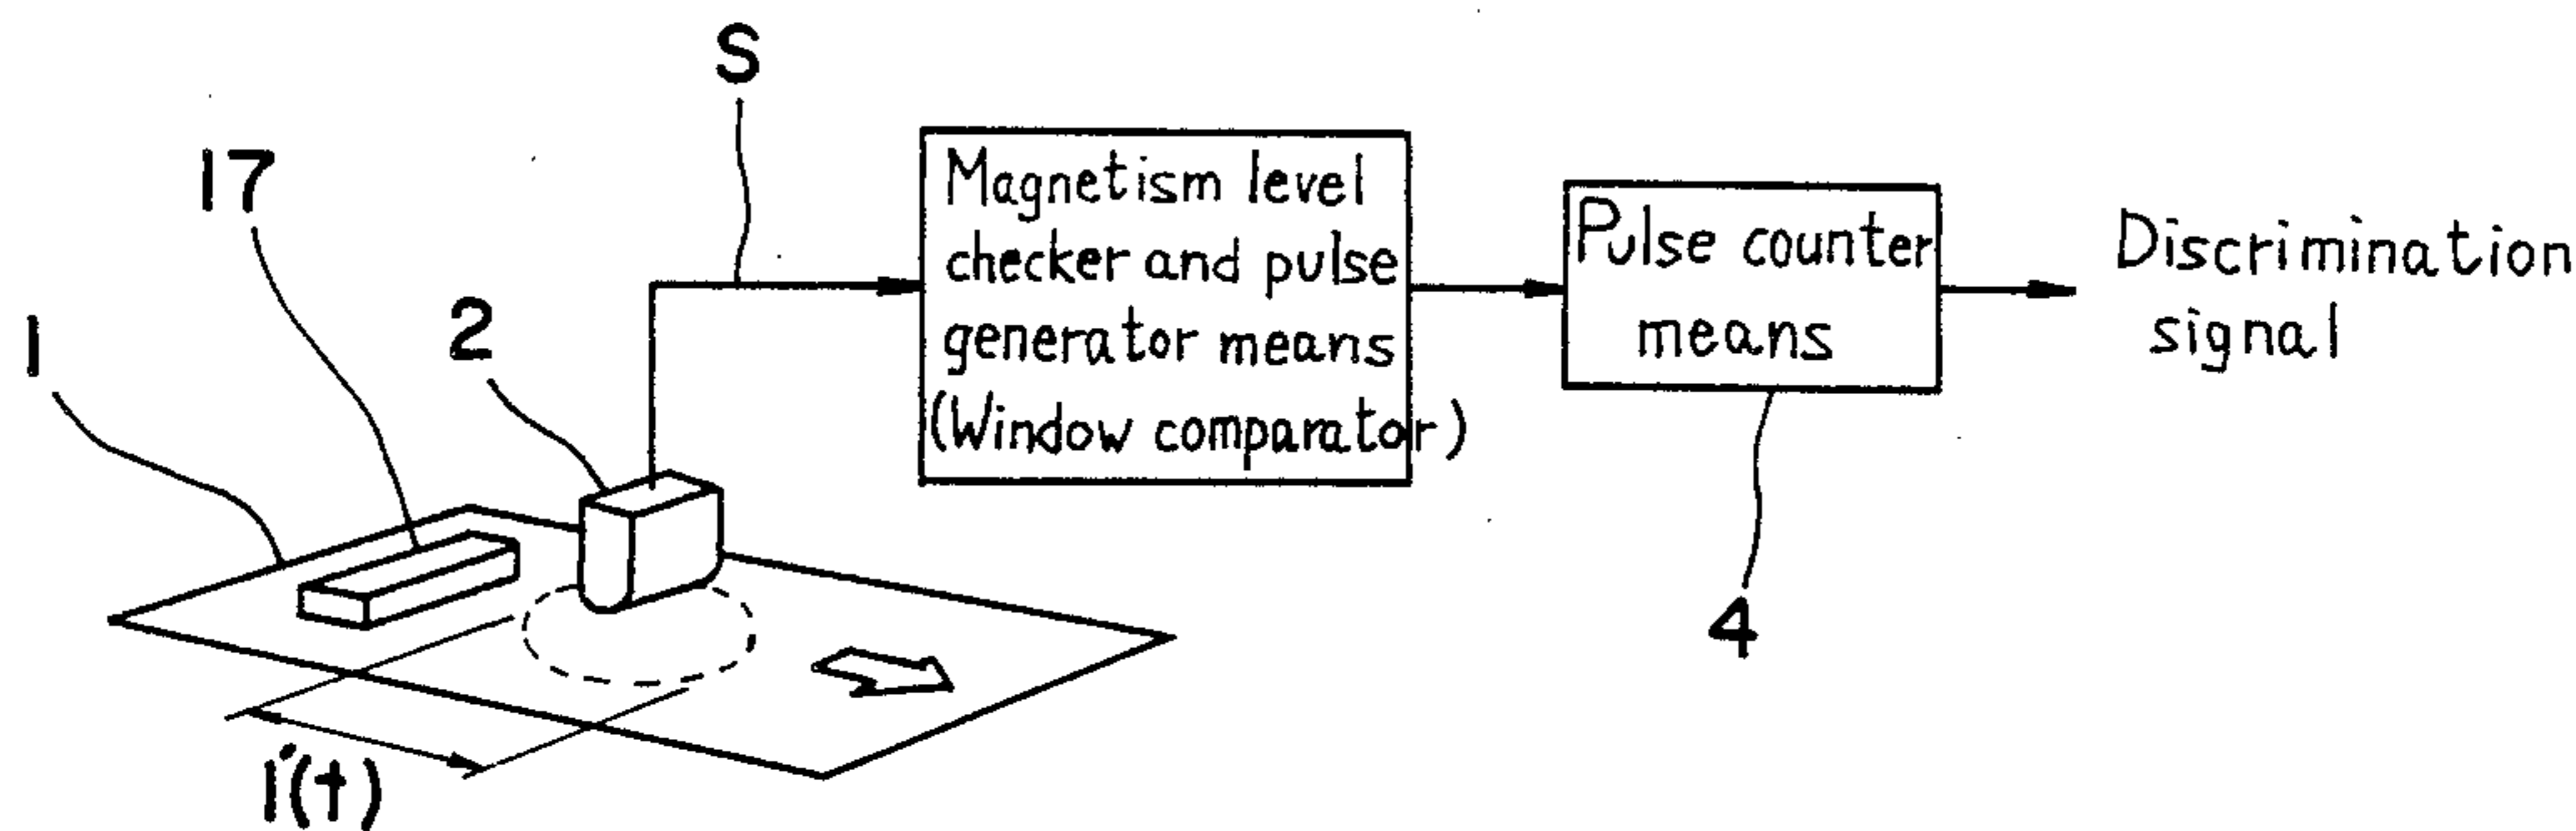 S
17
2
1
Magnetism level
checker and pulse
generator means
(Window comparator)
Pulse counter
means
Discrimination
signal
4
l'(t)